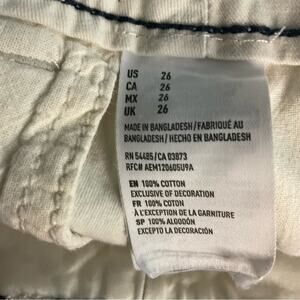 US 26
CA 26
MX 26
UK 26
MADE IN BANGLADESH / FABRIQUÉ AU
BANGLADESH / HECHO EN BANGLADESH
RN 54485 / CA 03873
RFC# AEM120605U9A
EN 100% COTTON
EXCLUSIVE OF DECORATION
FR 100% COTON
À L'EXCEPTION DE LA GARNITURE
SP 100% ALGODÓN
EXCEPTO LA DECORACIÓN